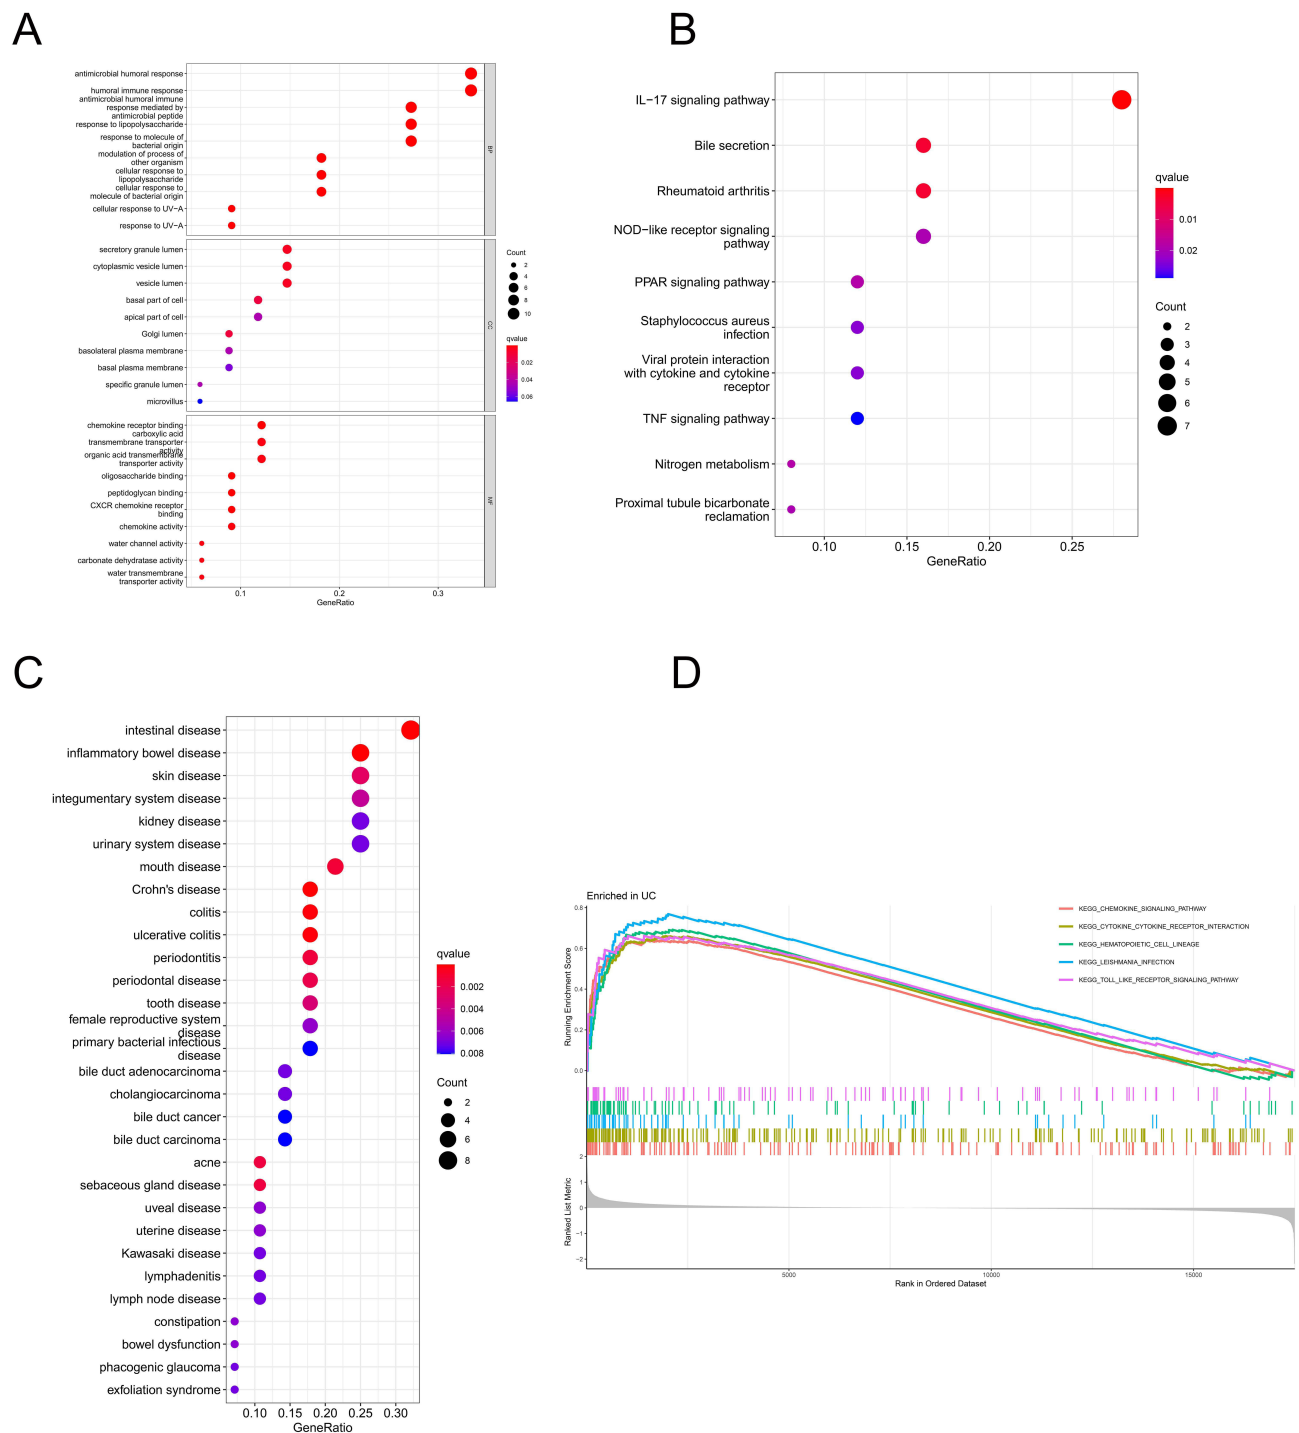 A
antimicrobial humoral response
humoral immune response
antimicrobial humoral immune
response mediated by
antimicrobial peptide
response to lipopolysaccharide
response to molecule of
bacterial origin
modulation of process of
other organism
cellular response to
lipopolysaccharide
cellular response to
molecule of bacterial origin
cellular response to UV−A
response to UV−A
BP
secretory granule lumen
cytoplasmic vesicle lumen
vesicle lumen
basal part of cell
apical part of cell
Golgi lumen
basolateral plasma membrane
basal plasma membrane
specific granule lumen
microvillus
CC
chemokine receptor binding
carboxylic acid
transmembrane transporter
activity
organic acid transmembrane
transporter activity
oligosaccharide binding
peptidoglycan binding
CXCR chemokine receptor
binding
chemokine activity
water channel activity
carbonate dehydratase activity
water transmembrane
transporter activity
MF
0.1 0.2 0.3
GeneRatio
Count
2
4
6
8
10
qvalue
0.02
0.04
0.06
B
IL−17 signaling pathway
Bile secretion
Rheumatoid arthritis
NOD−like receptor signaling
pathway
PPAR signaling pathway
Staphylococcus aureus
infection
Viral protein interaction
with cytokine and cytokine
receptor
TNF signaling pathway
Nitrogen metabolism
Proximal tubule bicarbonate
reclamation
0.10 0.15 0.20 0.25
GeneRatio
qvalue
0.01
0.02
Count
2
3
4
5
6
7
C
intestinal disease
inflammatory bowel disease
skin disease
integumentary system disease
kidney disease
urinary system disease
mouth disease
Crohn's disease
colitis
ulcerative colitis
periodontitis
periodontal disease
tooth disease
female reproductive system
disease
primary bacterial infectious
disease
bile duct adenocarcinoma
cholangiocarcinoma
bile duct cancer
bile duct carcinoma
acne
sebaceous gland disease
uveal disease
uterine disease
Kawasaki disease
lymphadenitis
lymph node disease
constipation
bowel dysfunction
phacogenic glaucoma
exfoliation syndrome
0.10 0.15 0.20 0.25 0.30
GeneRatio
qvalue
0.002
0.004
0.006
0.008
Count
2
4
6
8
D
Enriched in UC
Running Enrichment Score
0.8
0.6
0.4
0.2
0.0
KEGG_CHEMOKINE_SIGNALING_PATHWAY
KEGG_CYTOKINE_CYTOKINE_RECEPTOR_INTERACTION
KEGG_HEMATOPOIETIC_CELL_LINEAGE
KEGG_LEISHMANIA_INFECTION
KEGG_TOLL_LIKE_RECEPTOR_SIGNALING_PATHWAY
Ranked List Metric
2
1
0
−1
−2
5000 10000 15000
Rank in Ordered Dataset